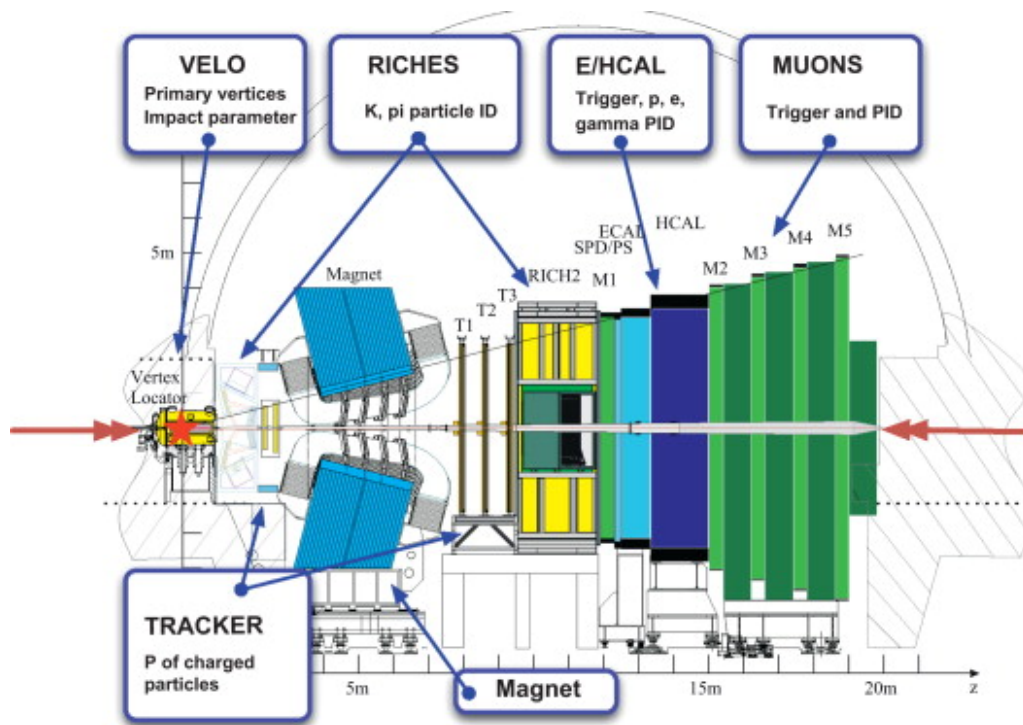 VELO
Primary vertices
Impact parameter
RICHES
K, pi particle ID
E/HCAL
Trigger, p, e,
gamma PID
MUONS
Trigger and PID
5m
Vertex
Locator
Magnet
T1
T2
T3
RICH2
M1
SPD/PS
ECAL
HCAL
M2
M3
M4
M5
TRACKER
P of charged
particles
Magnet
5m
15m
20m
z